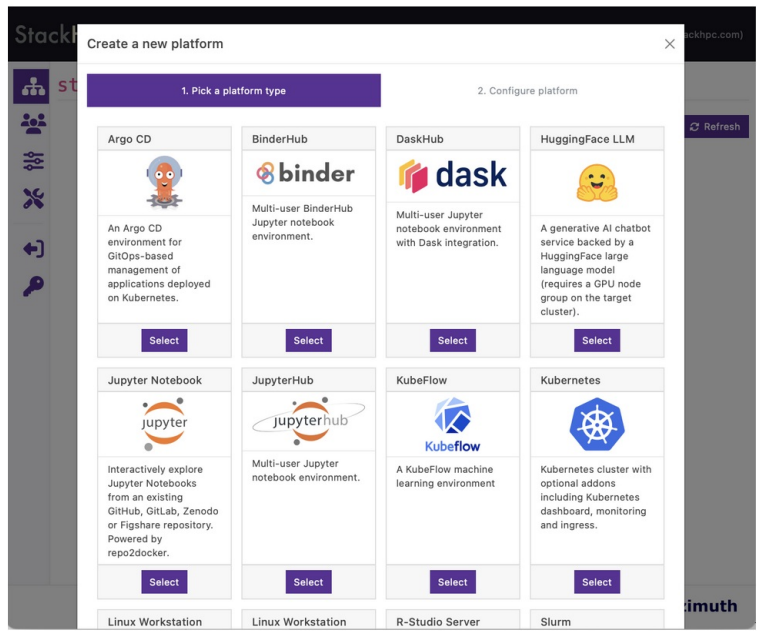 StackH
ackhpc.com)
Create a new platform
st
1. Pick a platform type
2. Configure platform
Refresh
Argo CD
BinderHub
DaskHub
HuggingFace LLM
binder
dask
An Argo CD
environment for
GitOps-based
management of
applications deployed
on Kubernetes.
Multi-user BinderHub
Jupyter notebook
environment.
Multi-user Jupyter
notebook environment
with Dask integration.
A generative AI chatbot
service backed by a
HuggingFace large
language model
(requires a GPU node
group on the target
cluster).
Select
Select
Select
Select
Jupyter Notebook
JupyterHub
KubeFlow
Kubernetes
jupyter
jupyterhub
Kubeflow
Interactively explore
Jupyter Notebooks
from an existing
GitHub, GitLab, Zenodo
or Figshare repository.
Powered by
repo2docker.
Multi-user Jupyter
notebook environment.
A KubeFlow machine
learning environment
Kubernetes cluster with
optional addons
including Kubernetes
dashboard, monitoring
and ingress.
Select
Select
Select
Select
Linux Workstation
Linux Workstation
R-Studio Server
Slurm
zimuth